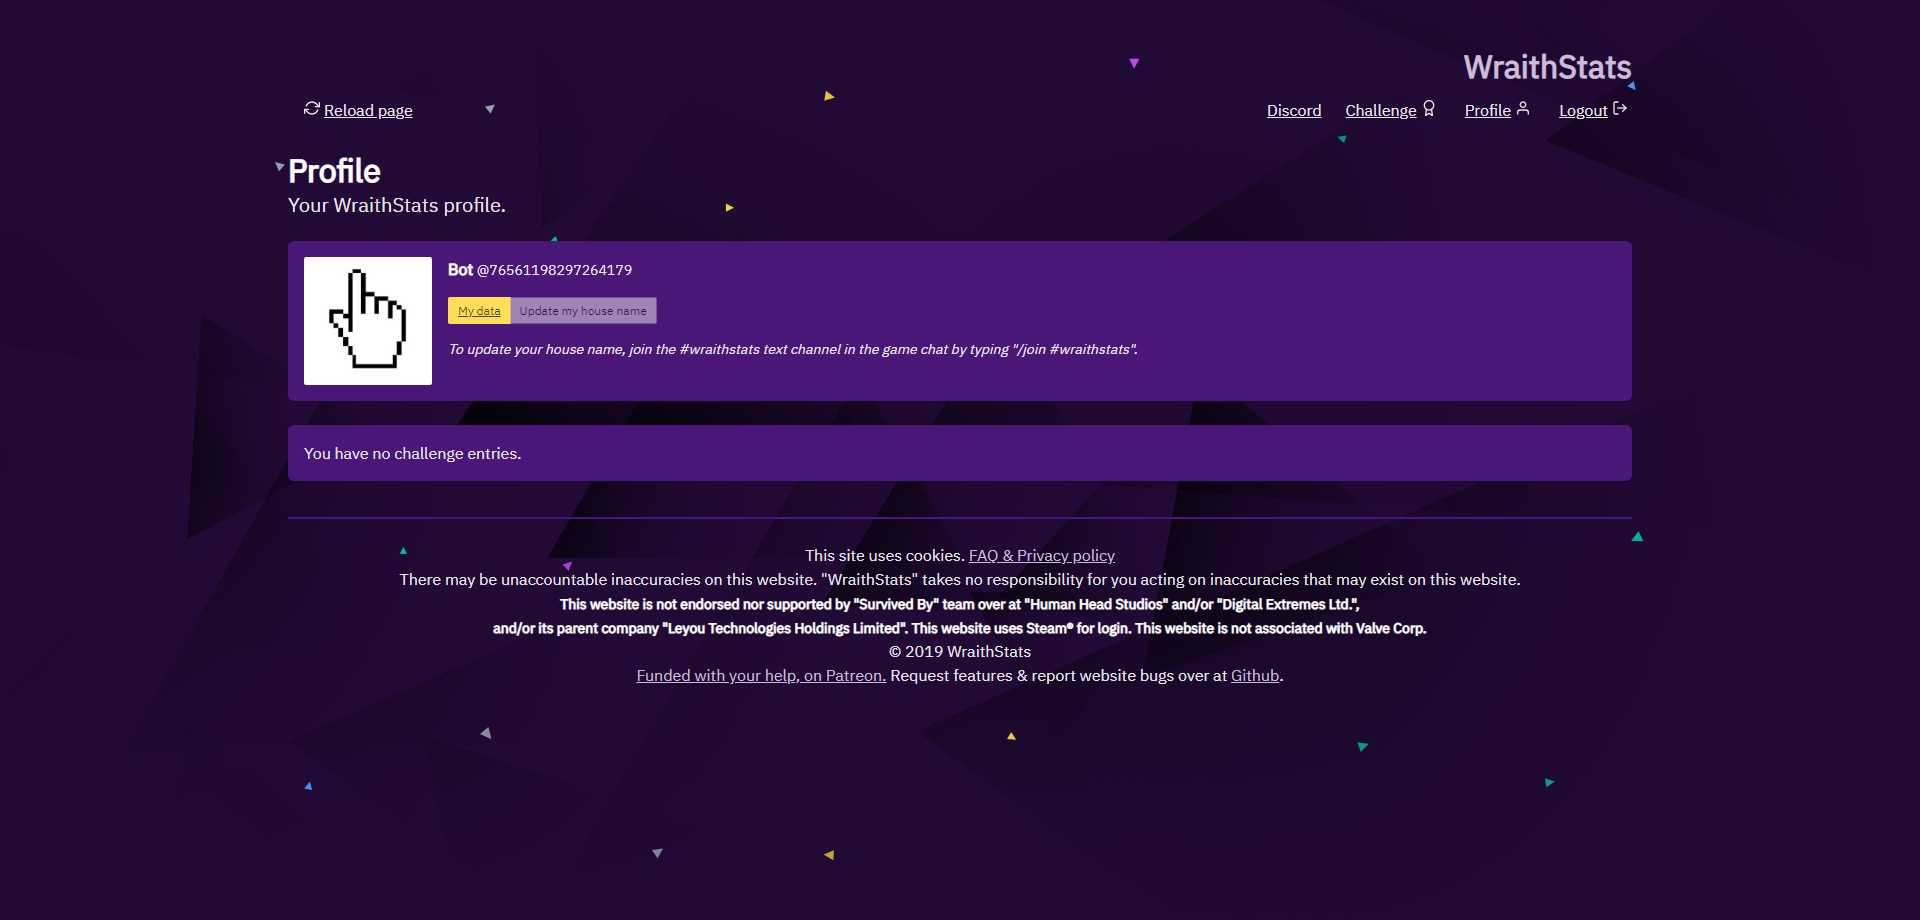 WraithStats
Reload page
Discord Challenge Profile Logout
Profile
Your WraithStats profile.
Bot @76561198297264179
My data Update my house name
To update your house name, join the #wraithstats text channel in the game chat by typing "/join #wraithstats".
You have no challenge entries.
This site uses cookies. FAQ & Privacy policy
There may be unaccountable inaccuracies on this website. "WraithStats" takes no responsibility for you acting on inaccuracies that may exist on this website.
This website is not endorsed nor supported by "Survived By" team over at "Human Head Studios" and/or "Digital Extremes Ltd.",
and/or its parent company "Leyou Technologies Holdings Limited". This website uses Steam® for login. This website is not associated with Valve Corp.
© 2019 WraithStats
Funded with your help, on Patreon. Request features & report website bugs over at Github.